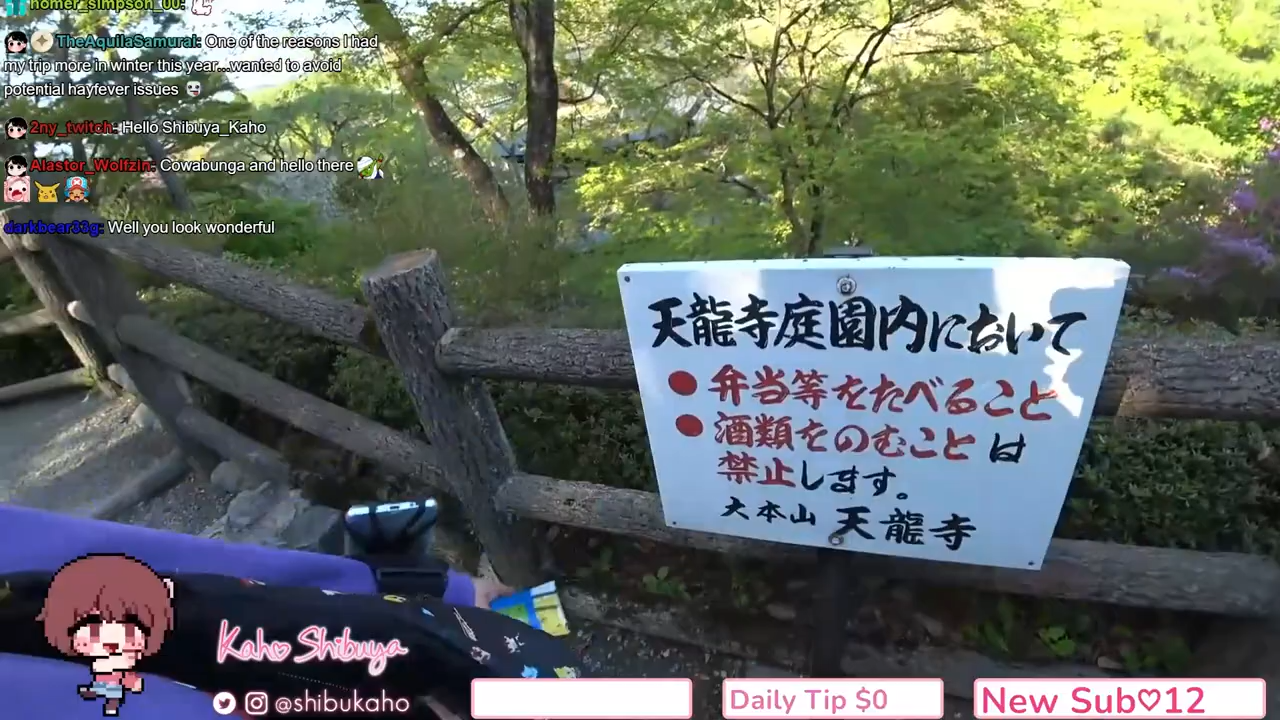 homer_simpson_00:
TheAquilaSamurai: One of the reasons I had
my trip more in winter this year...wanted to avoid
potential hayfever issues
2ny_twitch: Hello Shibuya_Kaho
Alastor_Wolfzin: Cowabunga and hello there
darkbear33g: Well you look wonderful
天龍寺庭園内において
● 弁当等をたべること
● 酒類をのむこと は
禁止します。
大本山 天龍寺
Kaho Shibuya
@shibukaho
Daily Tip $0
New Sub♡12